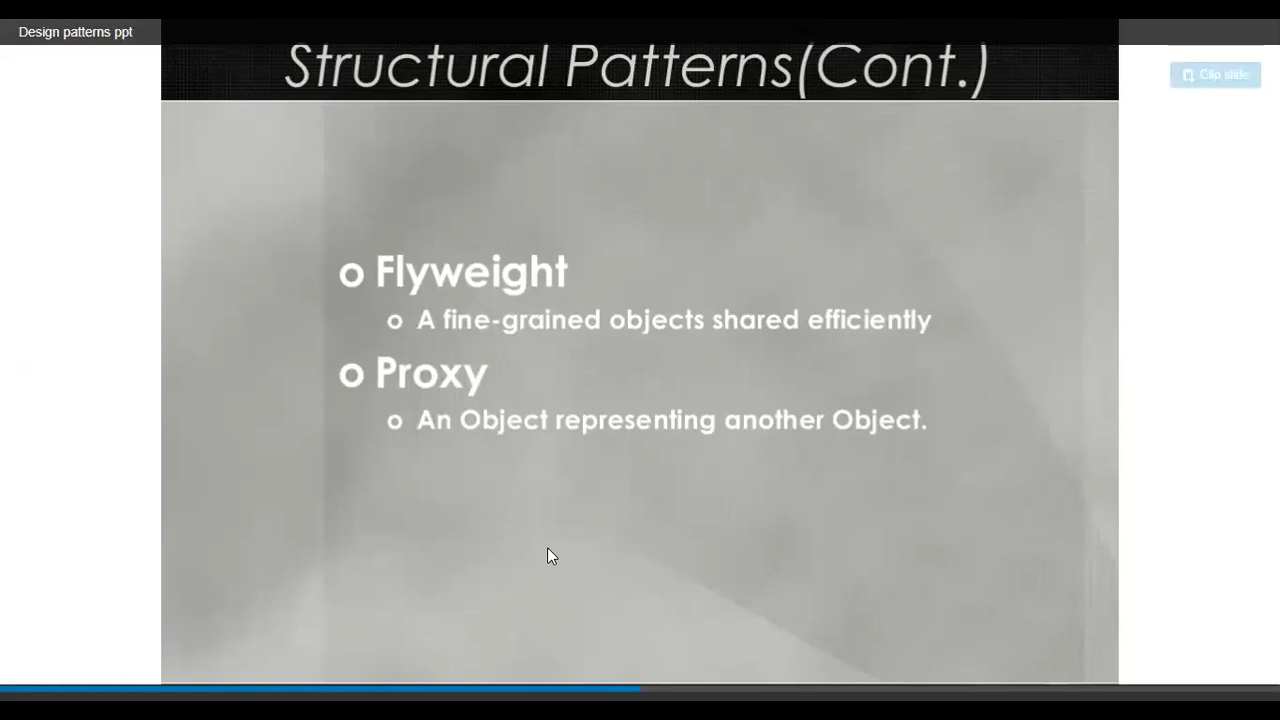 Design patterns ppt
Structural Patterns(Cont.)
Clip slide
o Flyweight
o A fine-grained objects shared efficiently
o Proxy
o An Object representing another Object.